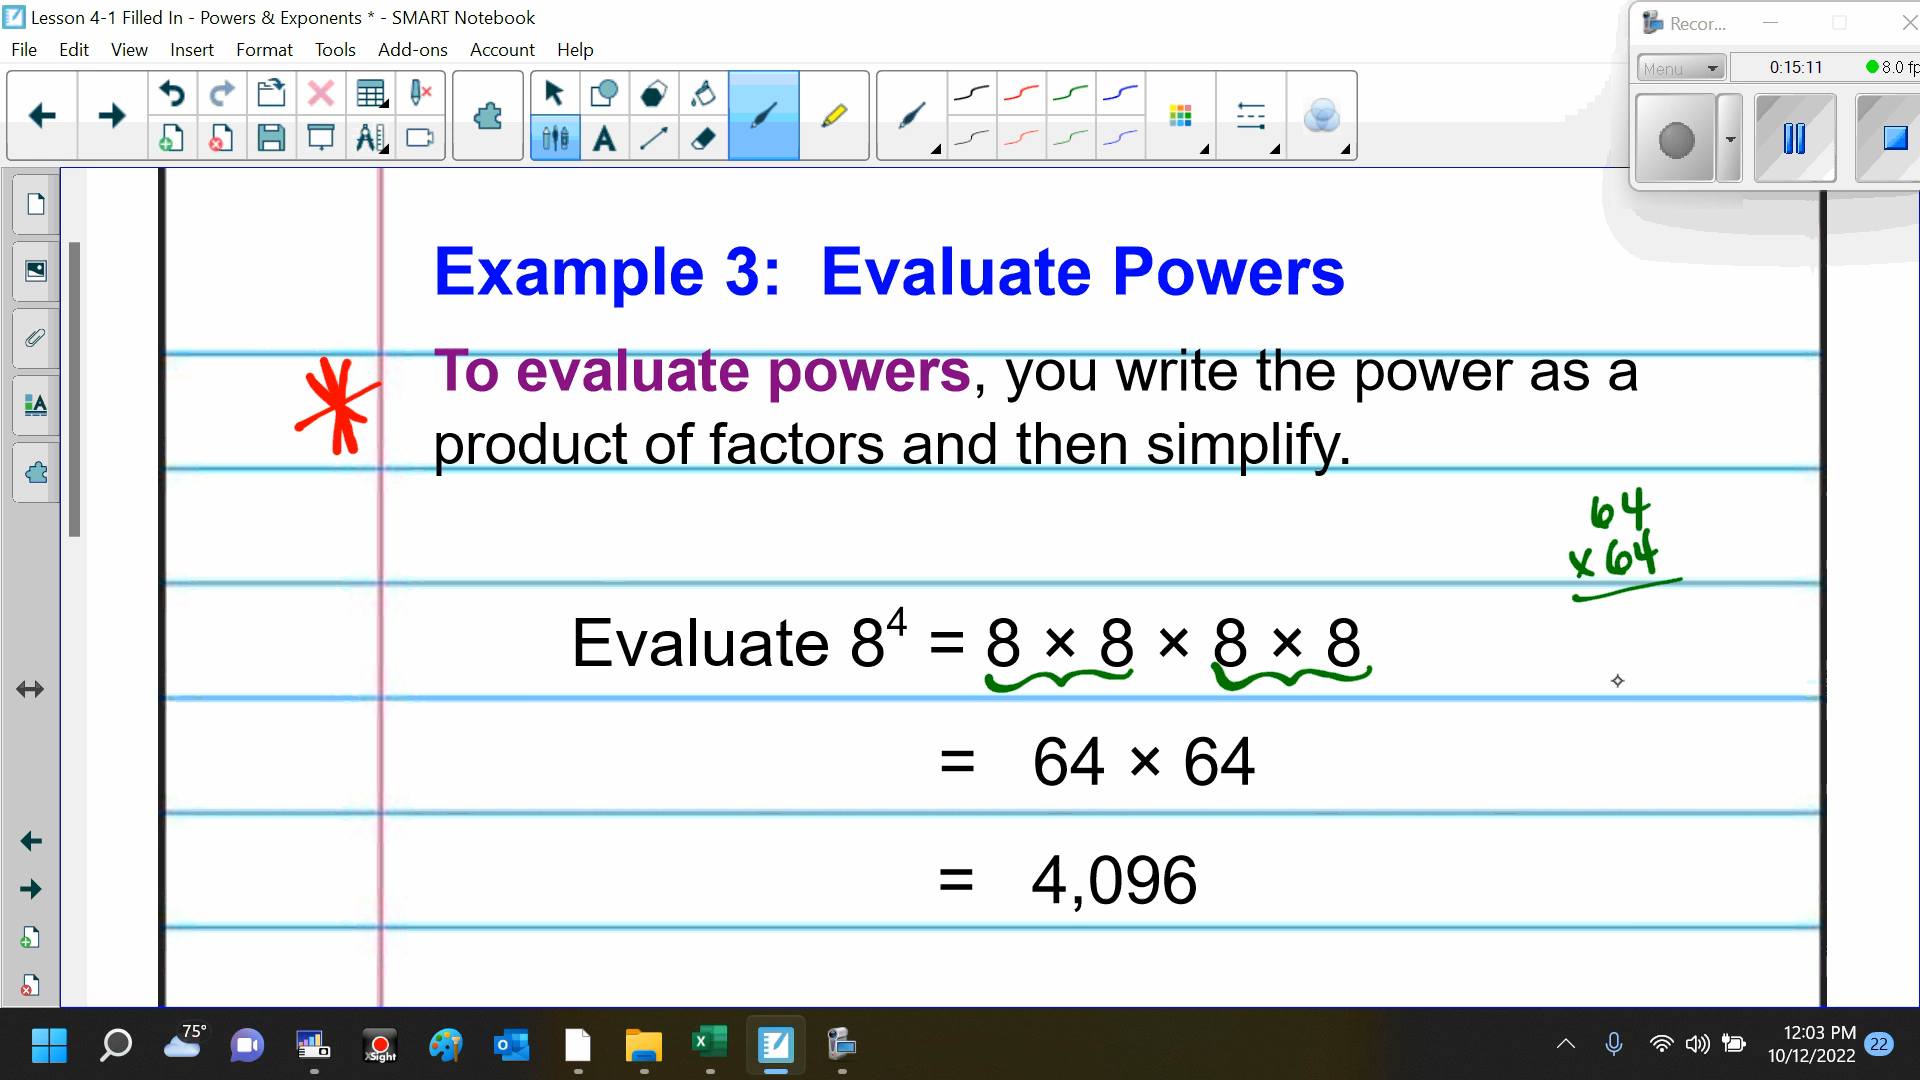 Lesson 4-1 Filled In - Powers & Exponents * - SMART Notebook
File Edit View Insert Format Tools Add-ons Account Help
Recor...
Menu 0:15:11 8.0 fp
Example 3: Evaluate Powers
To evaluate powers, you write the power as a
product of factors and then simplify.
64
x 64
Evaluate 8⁴ = 8 × 8 × 8 × 8
= 64 × 64
= 4,096
75°
xSight
12:03 PM
10/12/2022
22